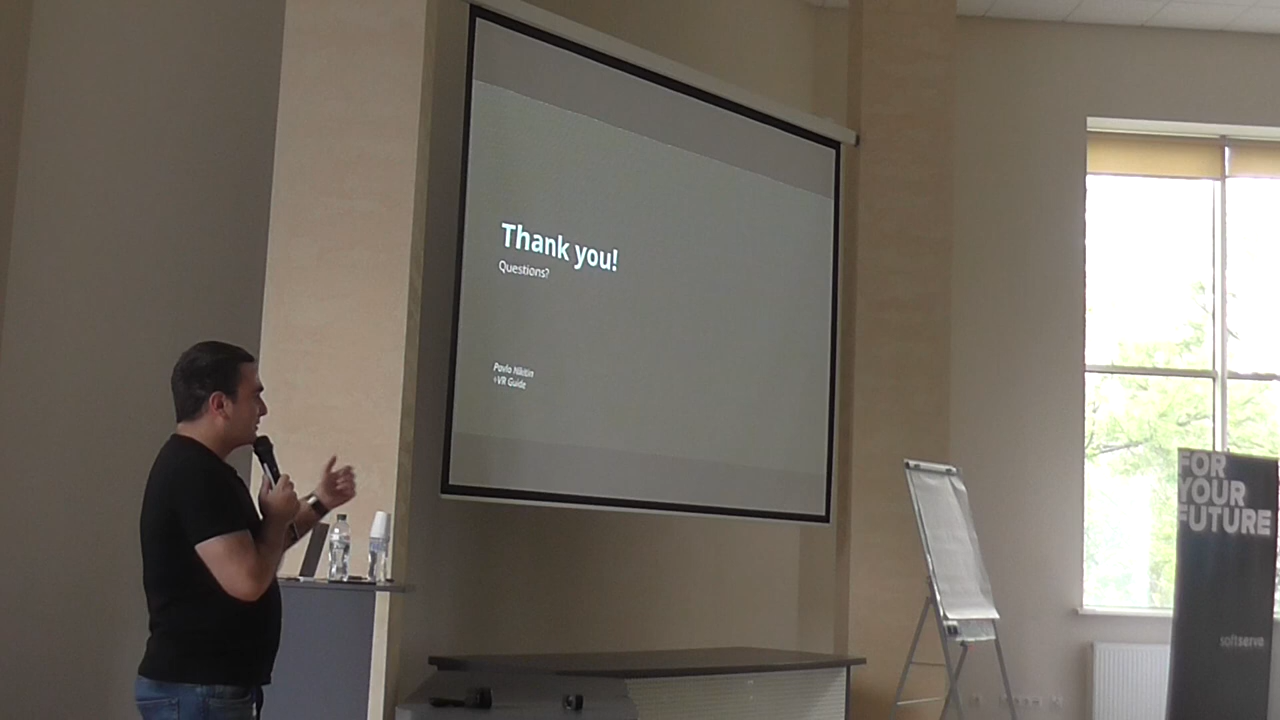 Thank you!
Questions?
Pavlo Nikitin
+VR Guide
FOR
YOUR
FUTURE
softserve